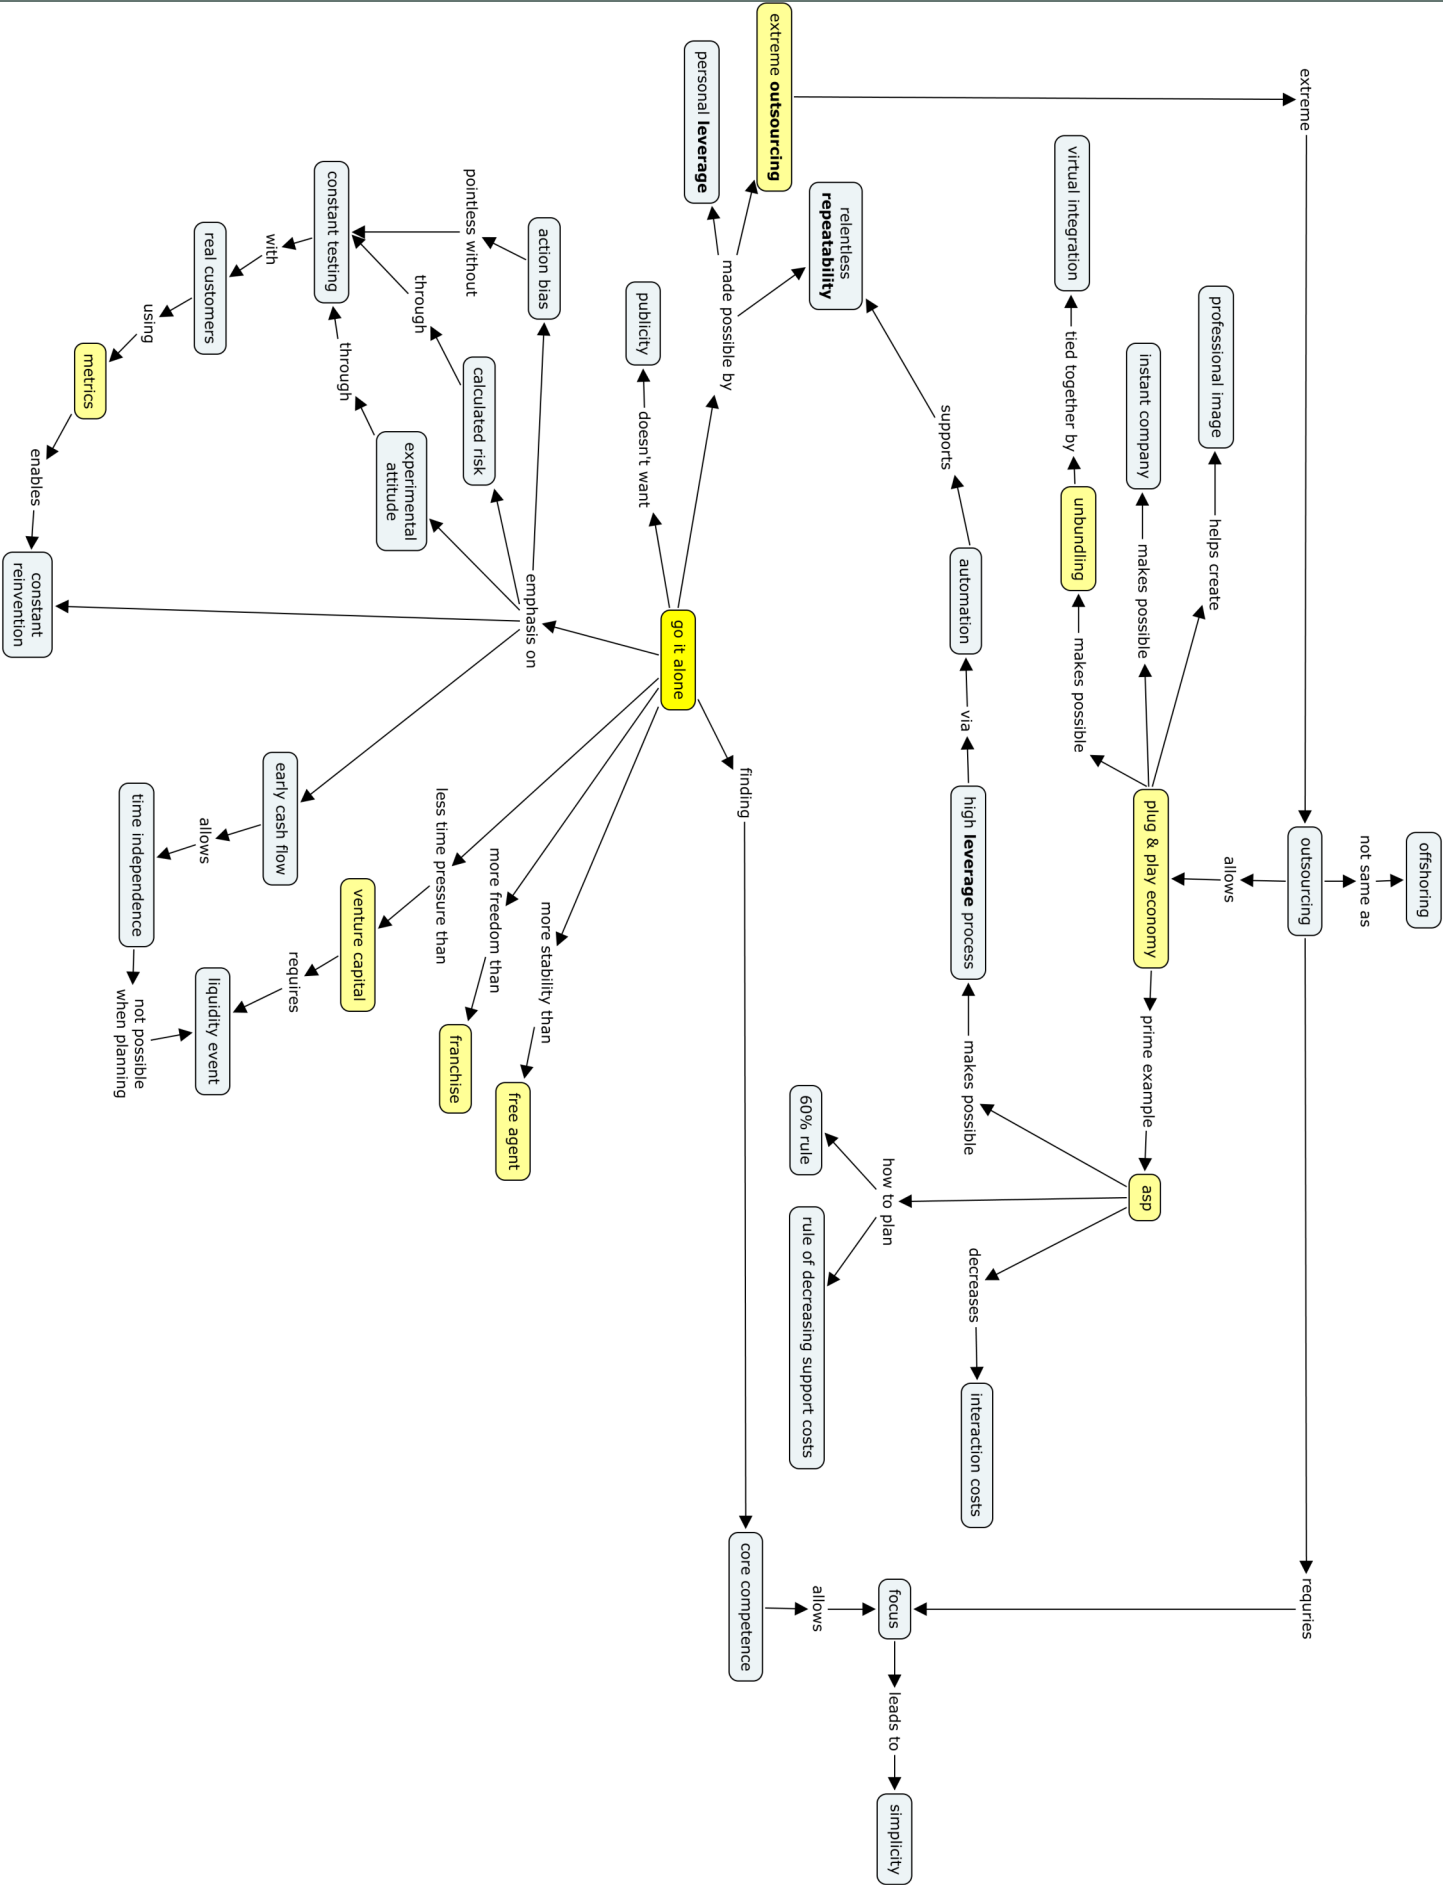 offshoring
not same as
extreme
outsourcing
requries
allows
professional image
helps create
instant company
makes possible
plug & play economy
prime example
asp
virtual integration
tied together by
unbundling
makes possible
supports
automation
via
high leverage process
makes possible
decreases
interaction costs
relentless
repeatability
how to plan
60% rule
rule of decreasing support costs
focus
leads to
simplicity
allows
core competence
extreme outsourcing
personal leverage
made possible by
finding
publicity
doesn't want
go it alone
action bias
emphasis on
more stability than
free agent
pointless without
calculated risk
more freedom than
franchise
through
experimental
attitude
less time pressure than
constant testing
through
venture capital
with
early cash flow
requires
real customers
allows
liquidity event
using
time independence
not possible
when planning
metrics
enables
constant
reinvention